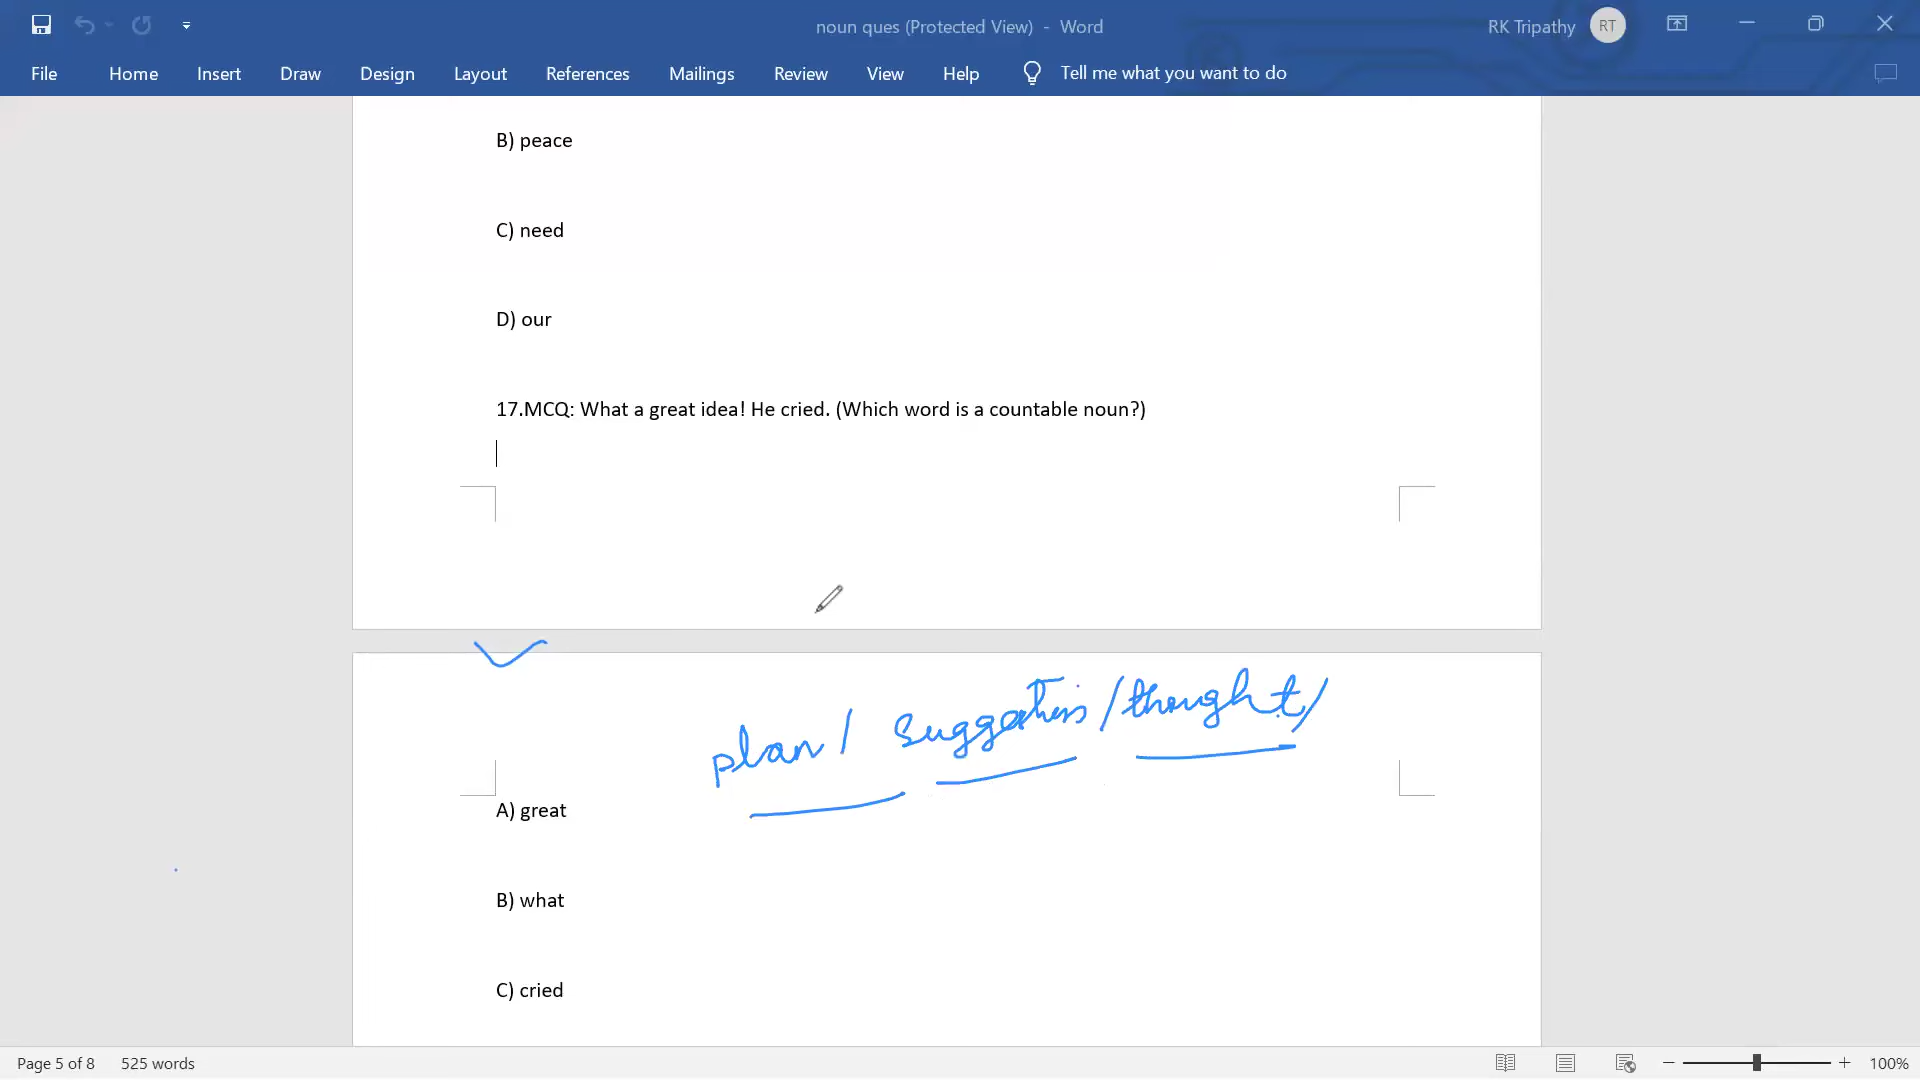 noun ques (Protected View) - Word
RK Tripathy RT
File Home Insert Draw Design Layout References Mailings Review View Help Tell me what you want to do
B) peace
C) need
D) our
17.MCQ: What a great idea! He cried. (Which word is a countable noun?)
plan / suggestions / thought /
A) great
B) what
C) cried
Page 5 of 8 525 words 100%